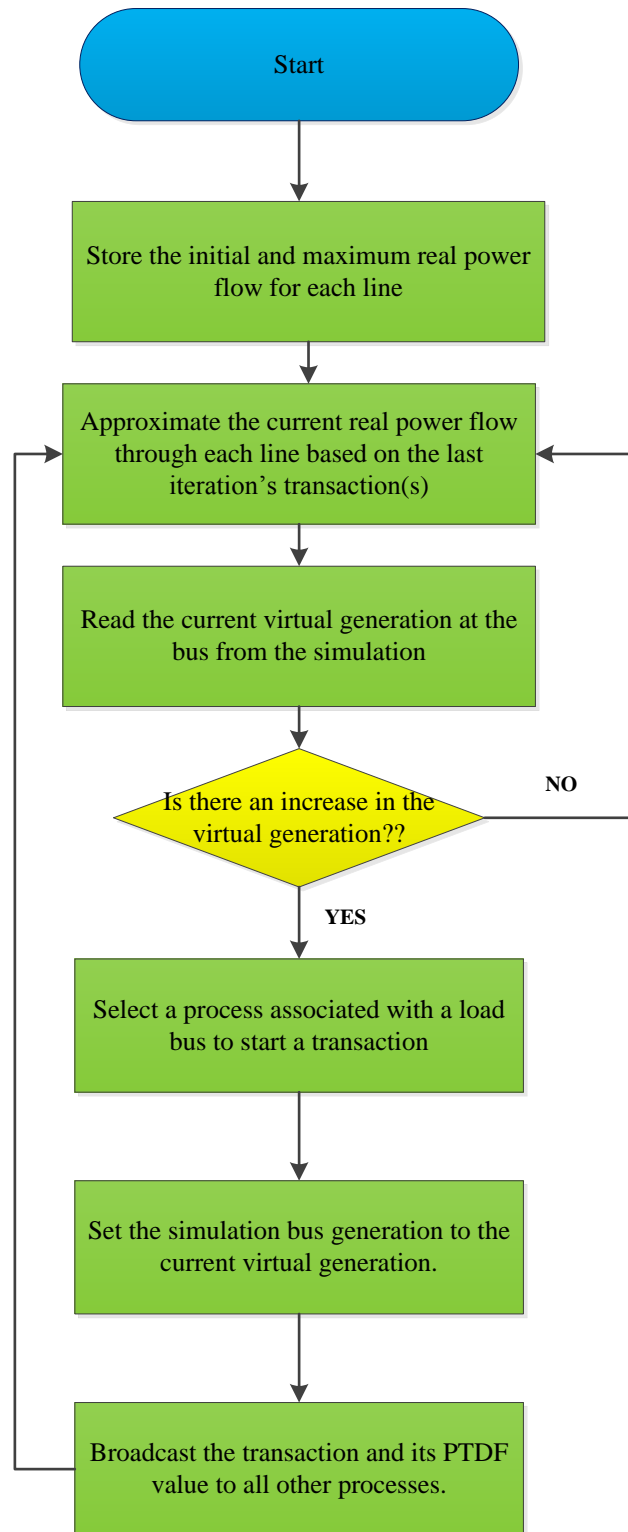 Start
Store the initial and maximum real power
flow for each line
Approximate the current real power flow
through each line based on the last
iteration’s transaction(s)
Read the current virtual generation at the
bus from the simulation
Is there an increase in the
virtual generation??
NO
YES
Select a process associated with a load
bus to start a transaction
Set the simulation bus generation to the
current virtual generation.
Broadcast the transaction and its PTDF
value to all other processes.